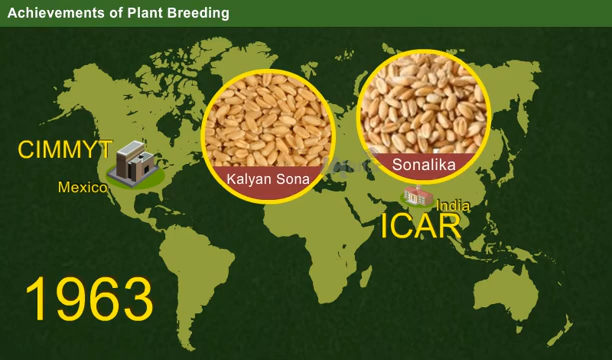 Achievements of Plant Breeding
CIMMYT
Mexico
Kalyan Sona
Sonalika
India
ICAR
1963